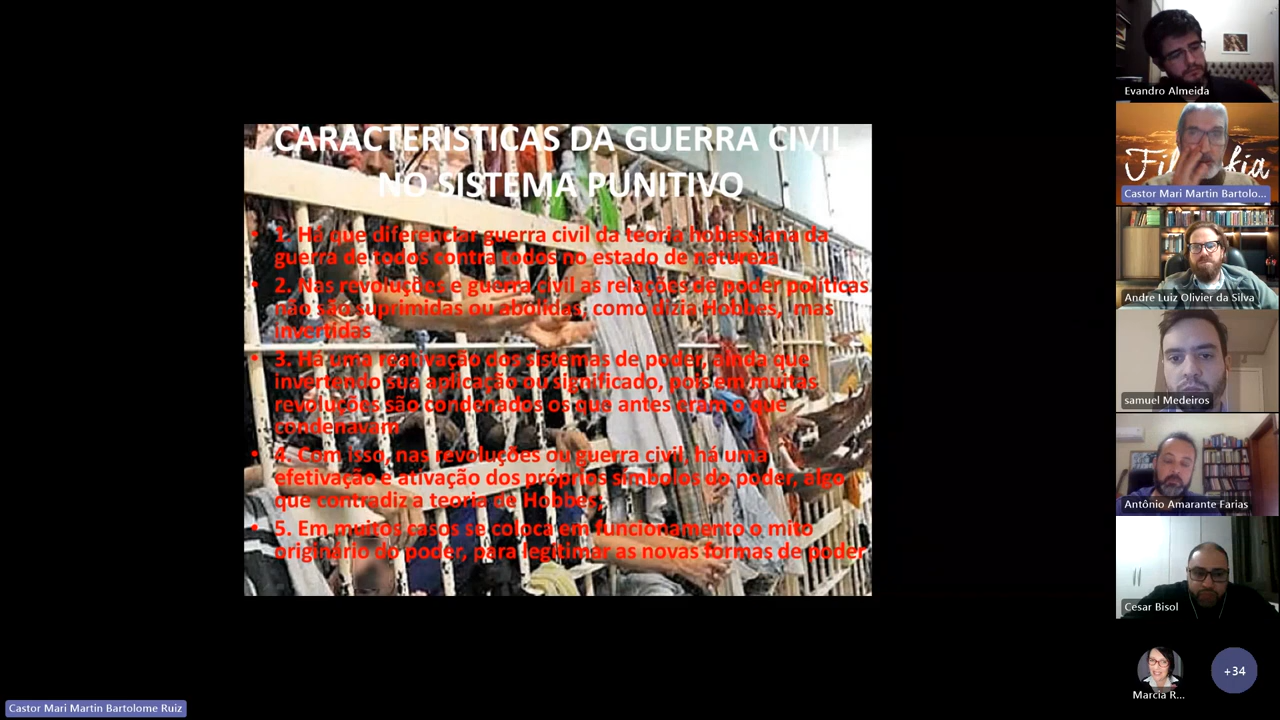 CARACTERISTICAS DA GUERRA CIVIL
NO SISTEMA PUNITIVO
• 1. Há que diferenciar guerra civil da teoria hobessiana da
guerra de todos contra todos no estado de natureza
• 2. Nas revoluções e guerra civil as relações de poder políticas
não são suprimidas ou abolidas, como dizia Hobbes, mas
invertidas
• 3. Há uma reativação dos sistemas de poder, ainda que
invertendo sua aplicação ou significado, pois em muitas
revoluções são condenados os que antes eram o que
condenavam
• 4. Com isso, nas revoluções ou guerra civil, há uma
efetivação e ativação dos próprios símbolos do poder, algo
que contradiz a teoria de Hobbes;
• 5. Em muitos casos se coloca em funcionamento o mito
originário do poder, para legitimar as novas formas de poder
Evandro Almeida
Filosofia
Castor Mari Martin Bartolo...
Andre Luiz Olivier da Silva
samuel Medeiros
Antônio Amarante Farias
Cesar Bisol
Marcia R...
+34
Castor Mari Martin Bartolome Ruiz